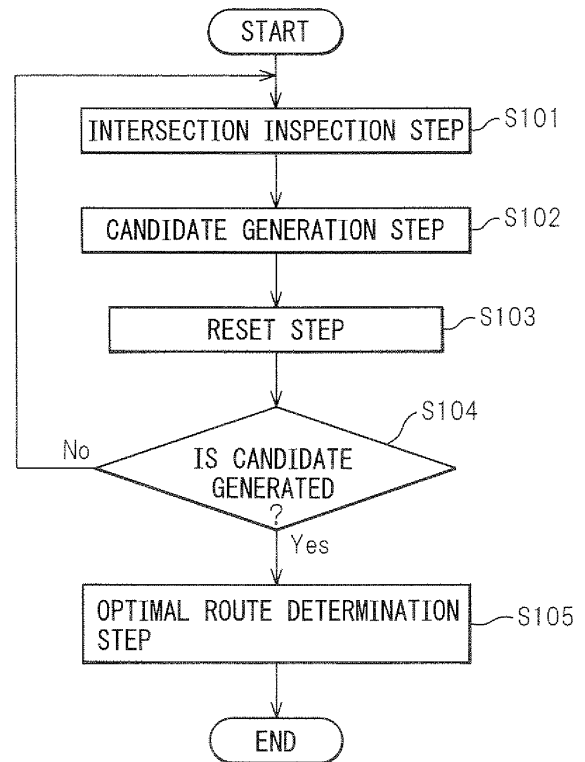 START
INTERSECTION INSPECTION STEP
S101
CANDIDATE GENERATION STEP
S102
RESET STEP
S103
S104
No
IS CANDIDATE
GENERATED
?
Yes
OPTIMAL ROUTE DETERMINATION
STEP
S105
END